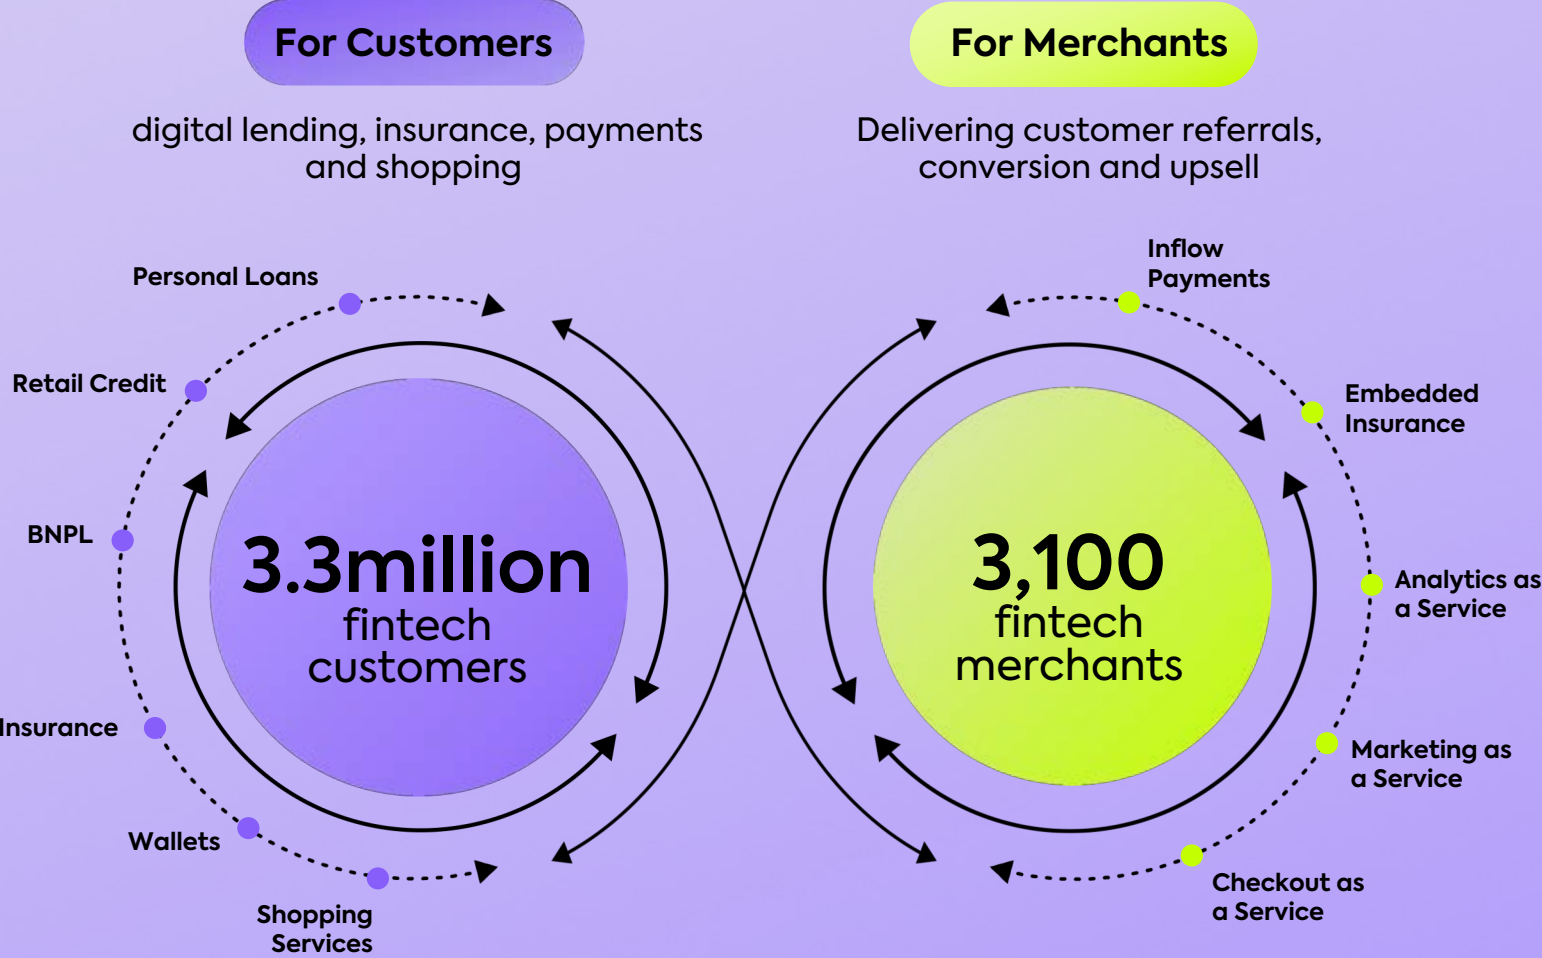 For Customers
digital lending, insurance, payments
and shopping
Personal Loans
Retail Credit
BNPL
Insurance
Wallets
Shopping
Services
3.3million
fintech
customers
For Merchants
Delivering customer referrals,
conversion and upsell
Inflow
Payments
Embedded
Insurance
Analytics as
a Service
Marketing as
a Service
Checkout as
a Service
3,100
fintech
merchants